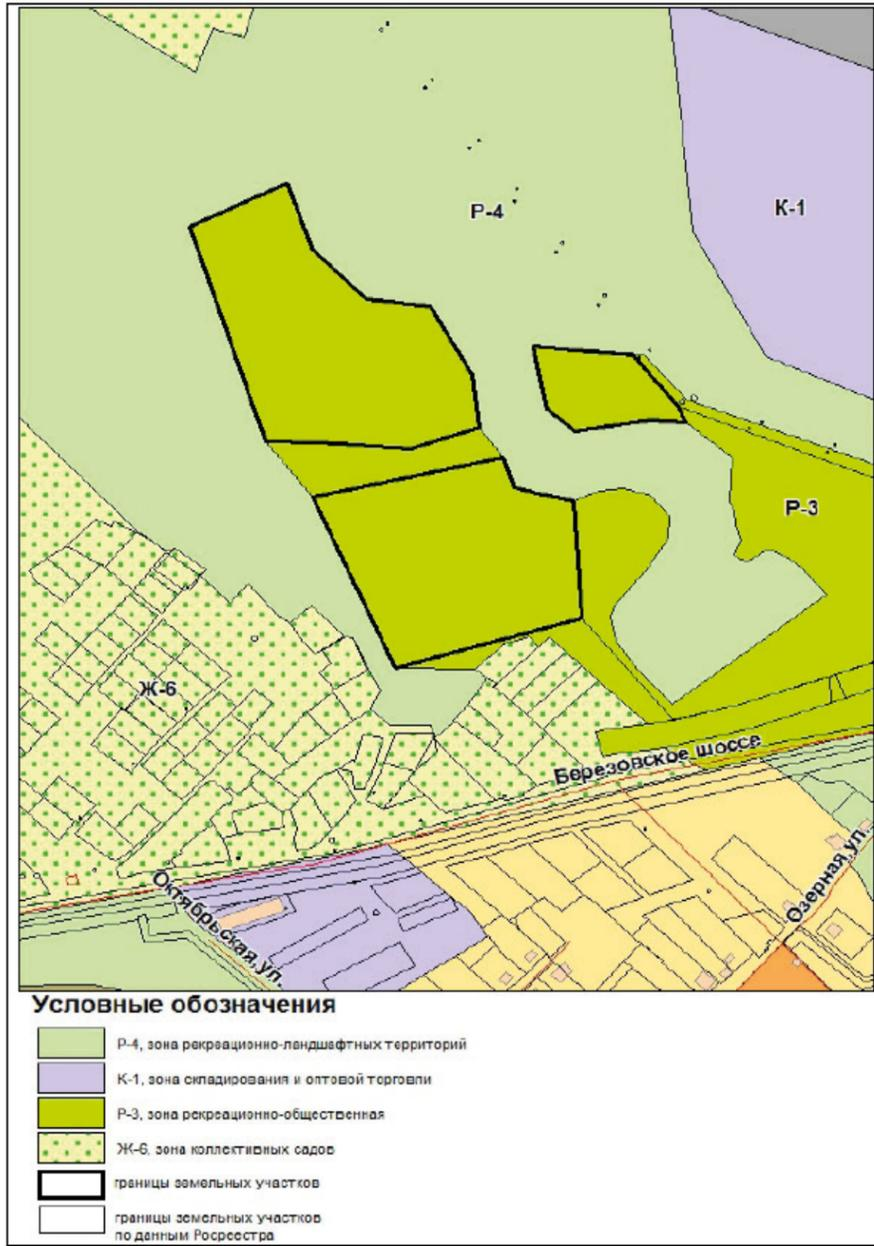 Р-4
К-1
Р-3
Ж-6
Березовское шоссе
Октябрьская ул.
Озерная ул.
Условные обозначения
Р-4, зона рекреационно-ландшафтных территорий
К-1, зона складирования и оптовой торговли
Р-3, зона рекреационно-общественная
Ж-6, зона коллективных садов
границы земельных участков
границы земельных участков
по данным Росреестра